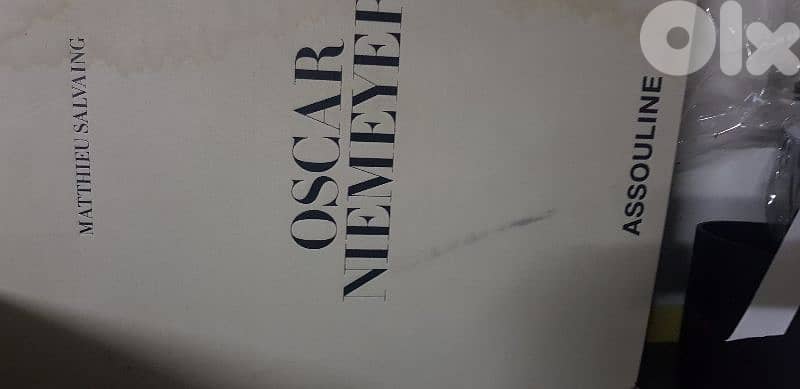 MATTHIEU SALVAING
OSCAR
NIEMEYER
ASSOULINE
OLX